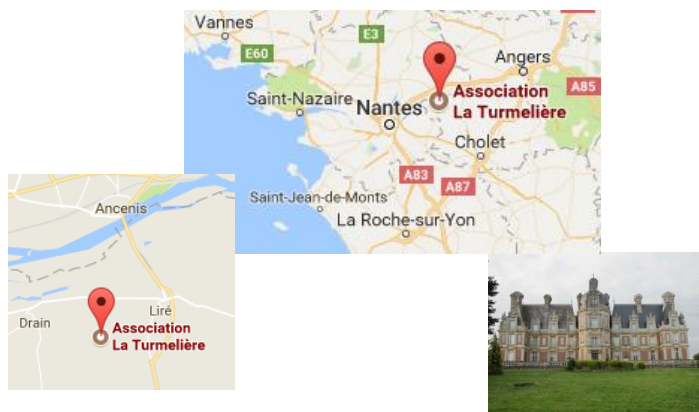 Vannes
E3
E60
Angers
A85
Saint-Nazaire
Nantes
Association
La Turmelière
Cholet
A83
A87
Saint-Jean-de-Monts
La Roche-sur-Yon
Ancenis
Liré
Drain
Association
La Turmelière